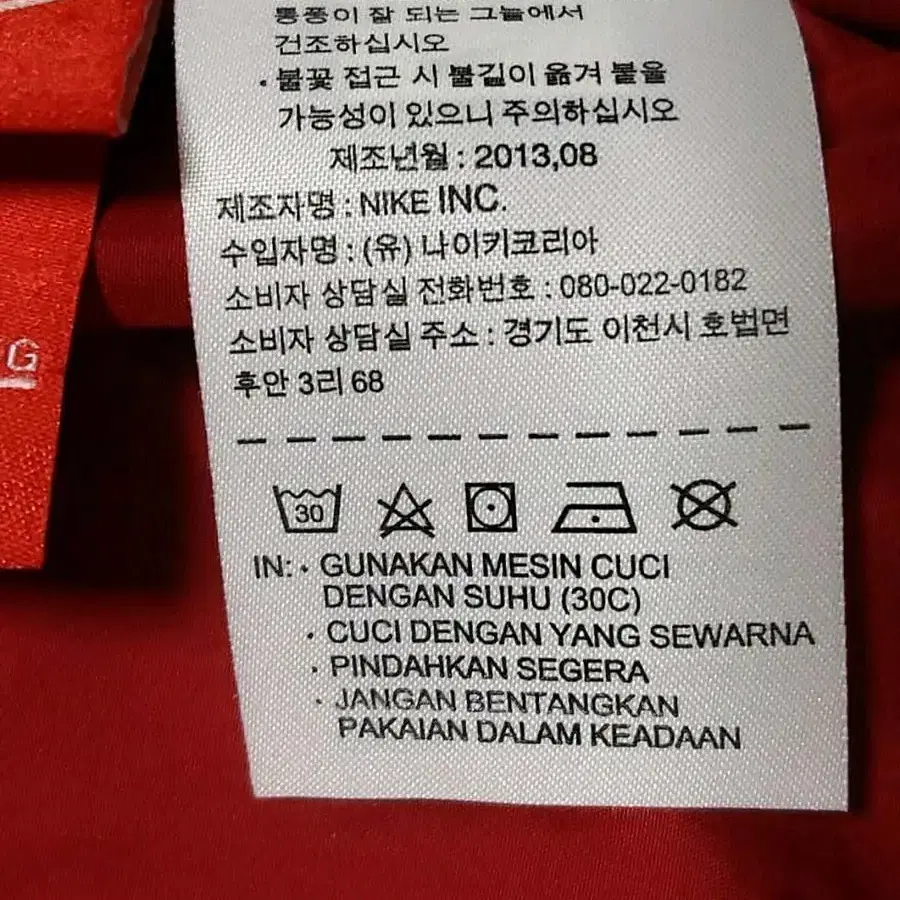 통풍이 잘 되는 그늘에서
건조하십시오
· 불꽃 접근 시 불길이 옮겨 붙을
가능성이 있으니 주의하십시오
제조년월 : 2013,08
제조자명 : NIKE INC.
수입자명 : (유) 나이키코리아
소비자 상담실 전화번호 : 080-022-0182
소비자 상담실 주소 : 경기도 이천시 호법면
후안 3리 68
G
30
IN: · GUNAKAN MESIN CUCI
DENGAN SUHU (30C)
· CUCI DENGAN YANG SEWARNA
· PINDAHKAN SEGERA
· JANGAN BENTANGKAN
PAKAIAN DALAM KEADAAN